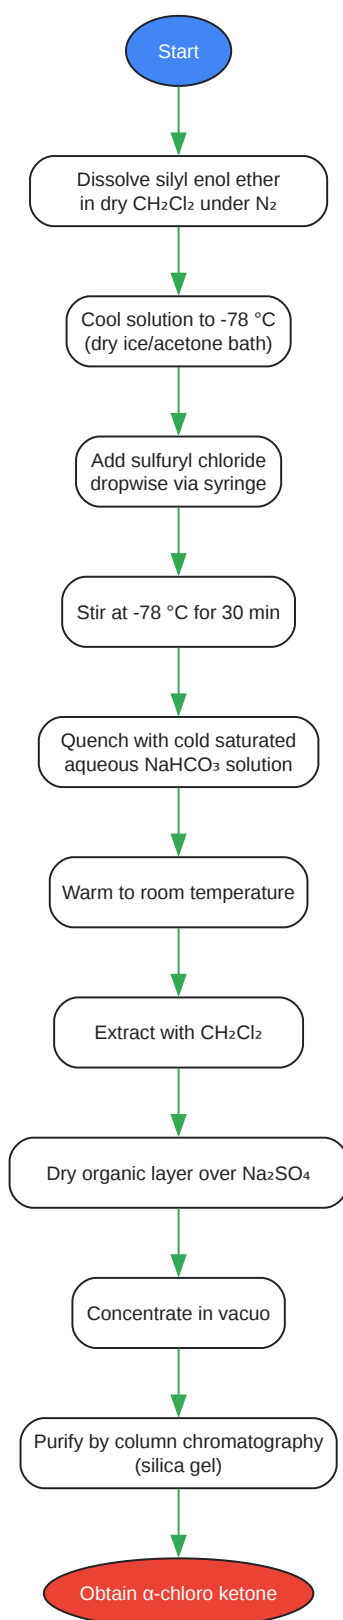 Start
Dissolve silyl enol ether
in dry CH₂Cl₂ under N₂
Cool solution to -78 °C
(dry ice/acetone bath)
Add sulfuryl chloride
dropwise via syringe
Stir at -78 °C for 30 min
Quench with cold saturated
aqueous NaHCO₃ solution
Warm to room temperature
Extract with CH₂Cl₂
Dry organic layer over Na₂SO₄
Concentrate in vacuo
Purify by column chromatography
(silica gel)
Obtain α-chloro ketone